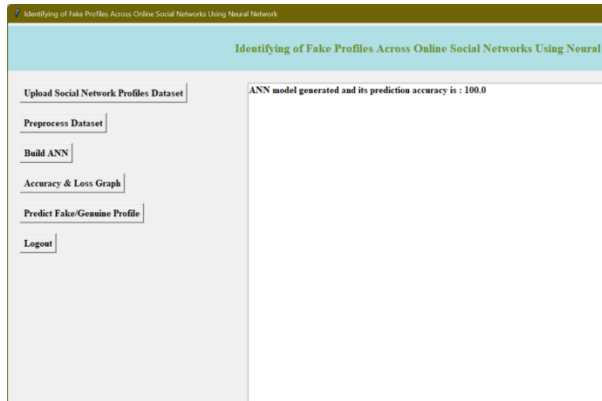 Identifying of Fake Profiles Across Online Social Networks Using Neural Network
Identifying of Fake Profiles Across Online Social Networks Using Neural
Upload Social Network Profiles Dataset
ANN model generated and its prediction accuracy is : 100.0
Preprocess Dataset
Build ANN
Accuracy & Loss Graph
Predict Fake/Genuine Profile
Logout